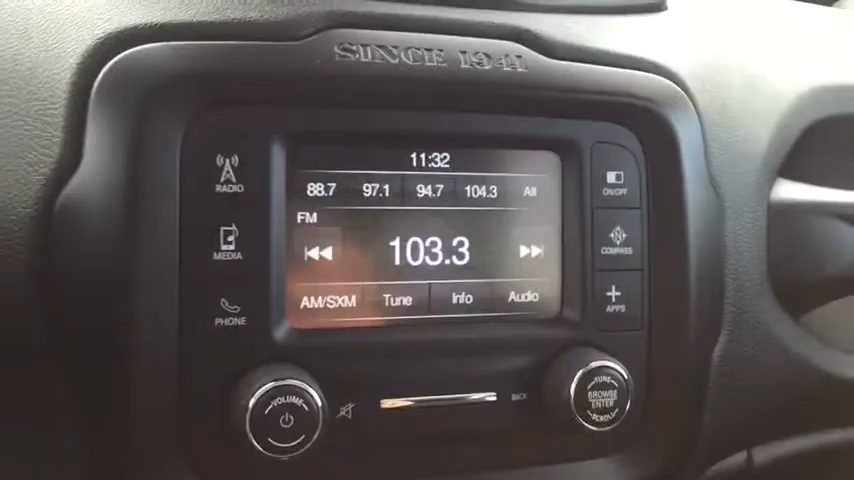 SINCE 1941
11:32
88.7 97.1 94.7 104.3 All
FM
103.3
AM/SXM Tune Info Audio
RADIO
MEDIA
PHONE
ON/OFF
N
COMPASS
APPS
VOLUME
BACK
TUNE
BROWSE
ENTER
SCROLL